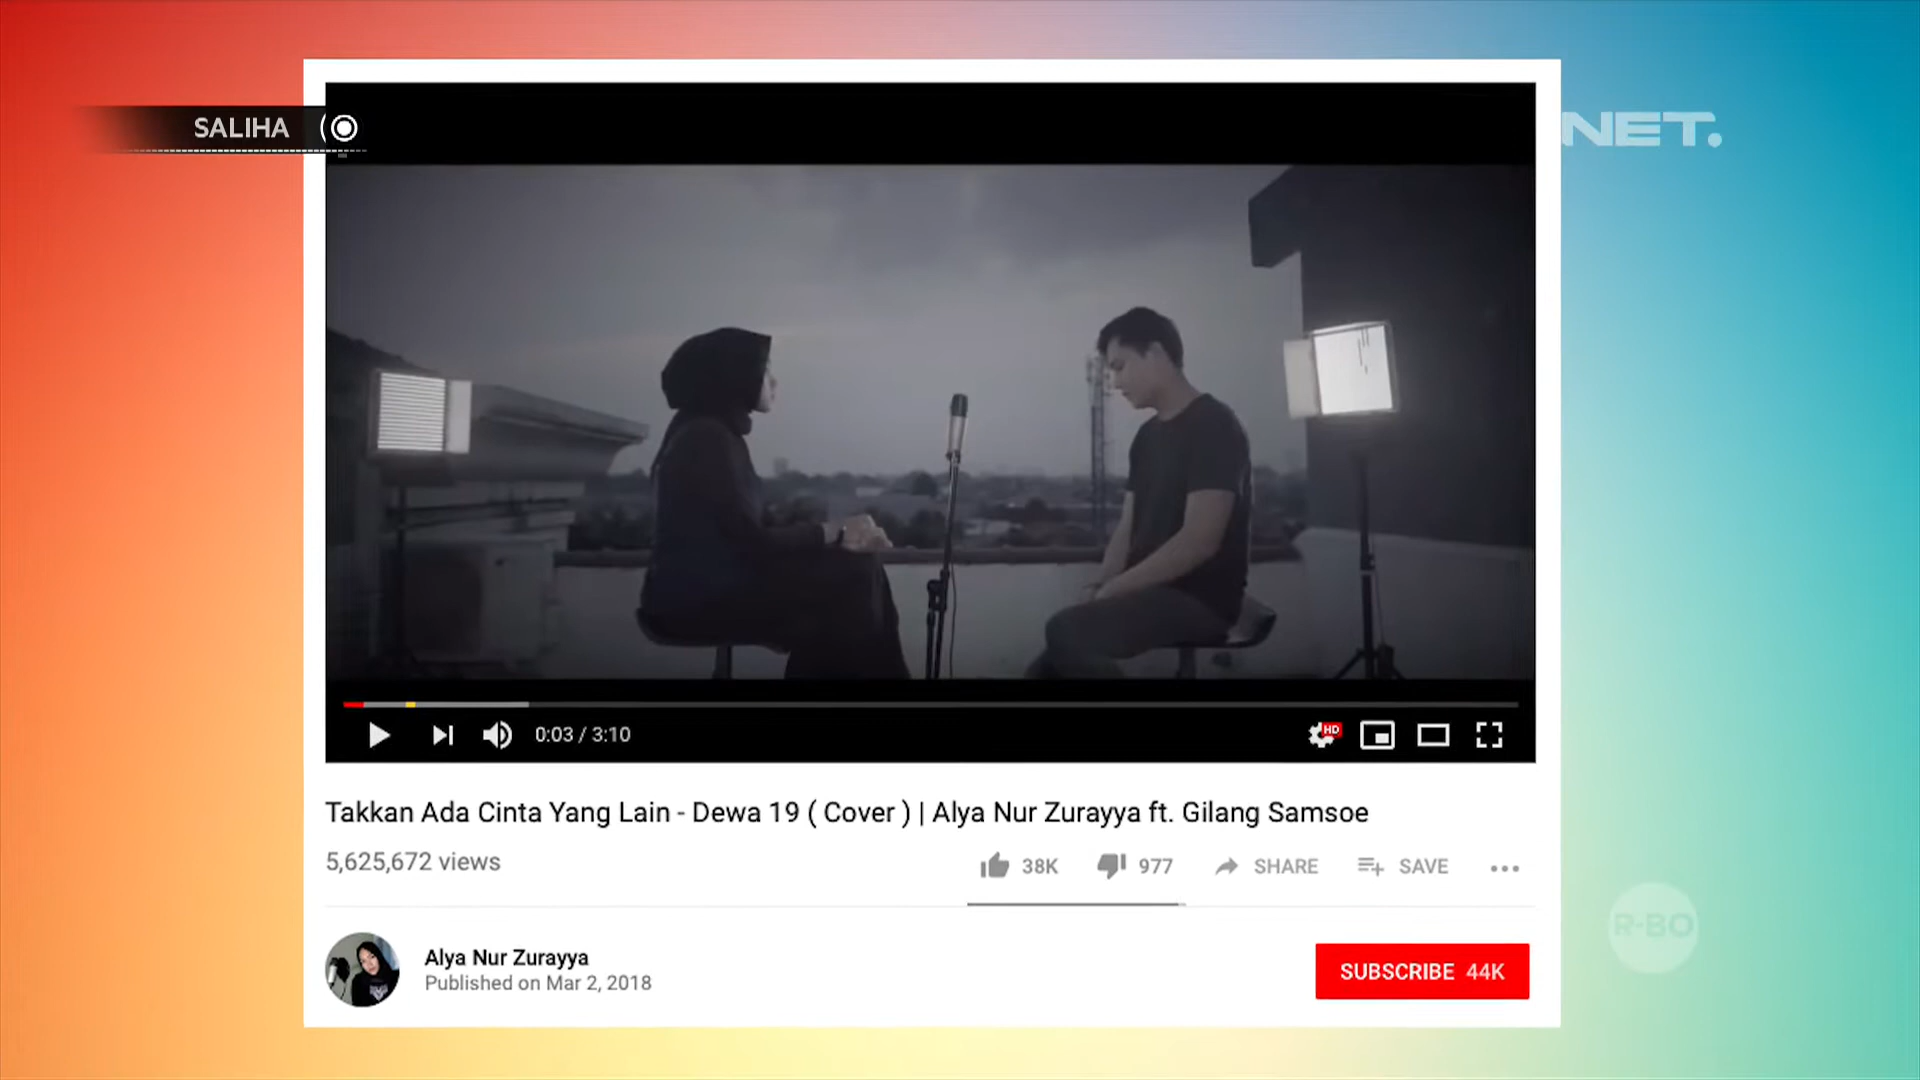 SALIHA
NET.
HD
0:03 / 3:10
Takkan Ada Cinta Yang Lain - Dewa 19 ( Cover ) | Alya Nur Zurayya ft. Gilang Samsoe
5,625,672 views
38K
977
SHARE
SAVE
R-BO
Alya Nur Zurayya
Published on Mar 2, 2018
SUBSCRIBE 44K